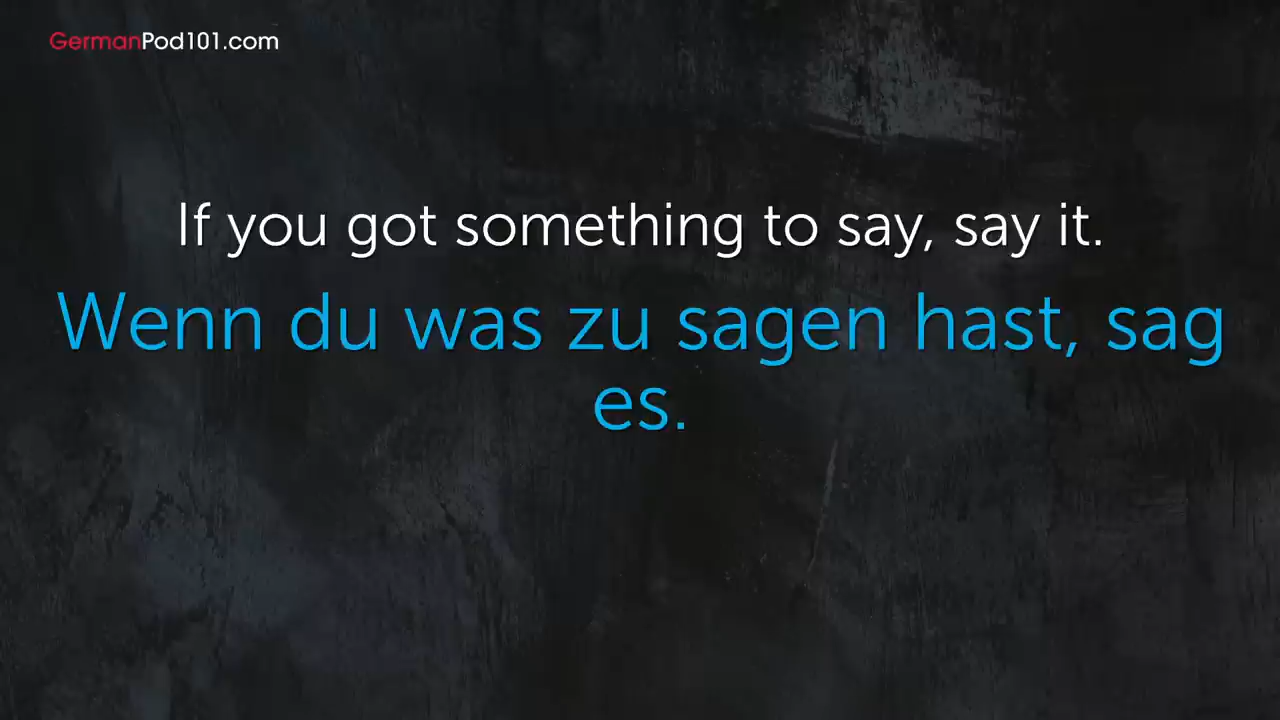 GermanPod101.com
If you got something to say, say it.
Wenn du was zu sagen hast, sag
es.